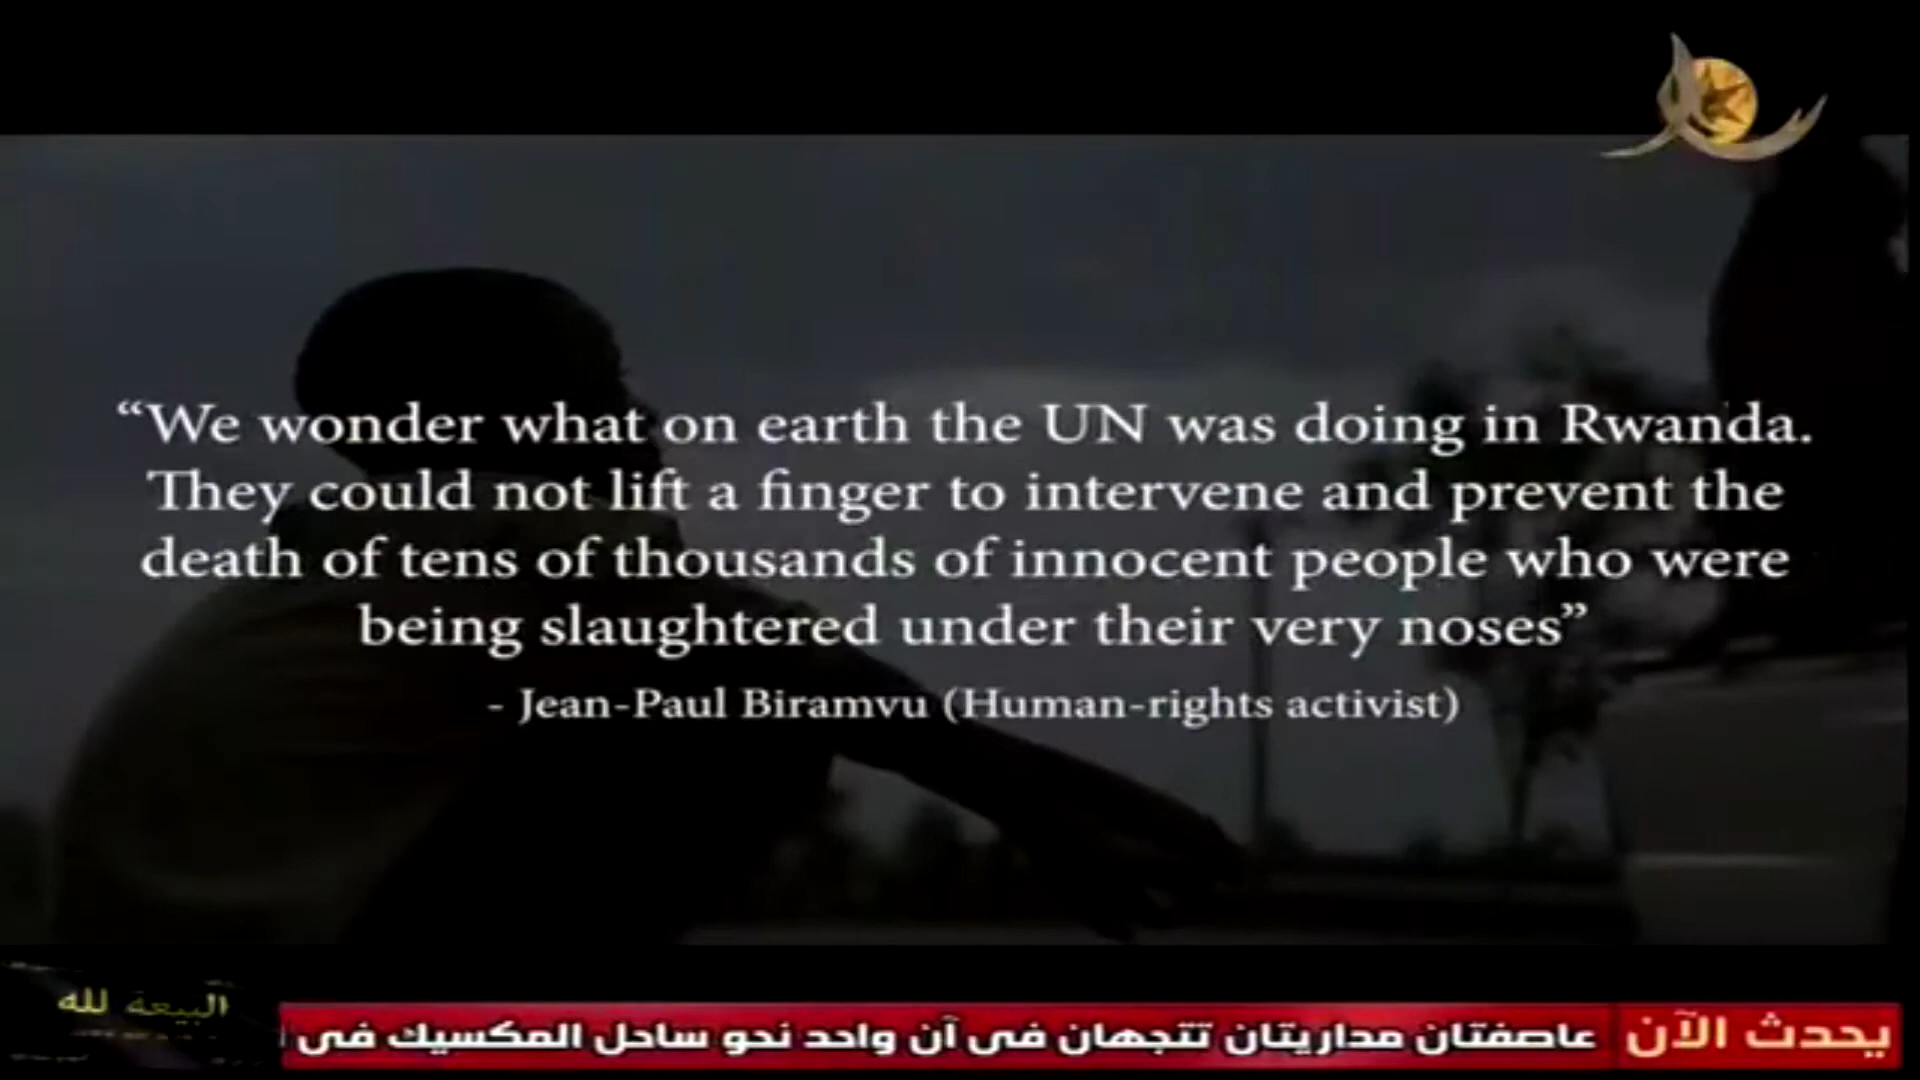 “We wonder what on earth the UN was doing in Rwanda.
They could not lift a finger to intervene and prevent the
death of tens of thousands of innocent people who were
being slaughtered under their very noses”
- Jean-Paul Biramvu (Human-rights activist)
البيعة لله
يحدث الآن
عاصفتان مداريتان تتجهان في آن واحد نحو ساحل المكسيك في